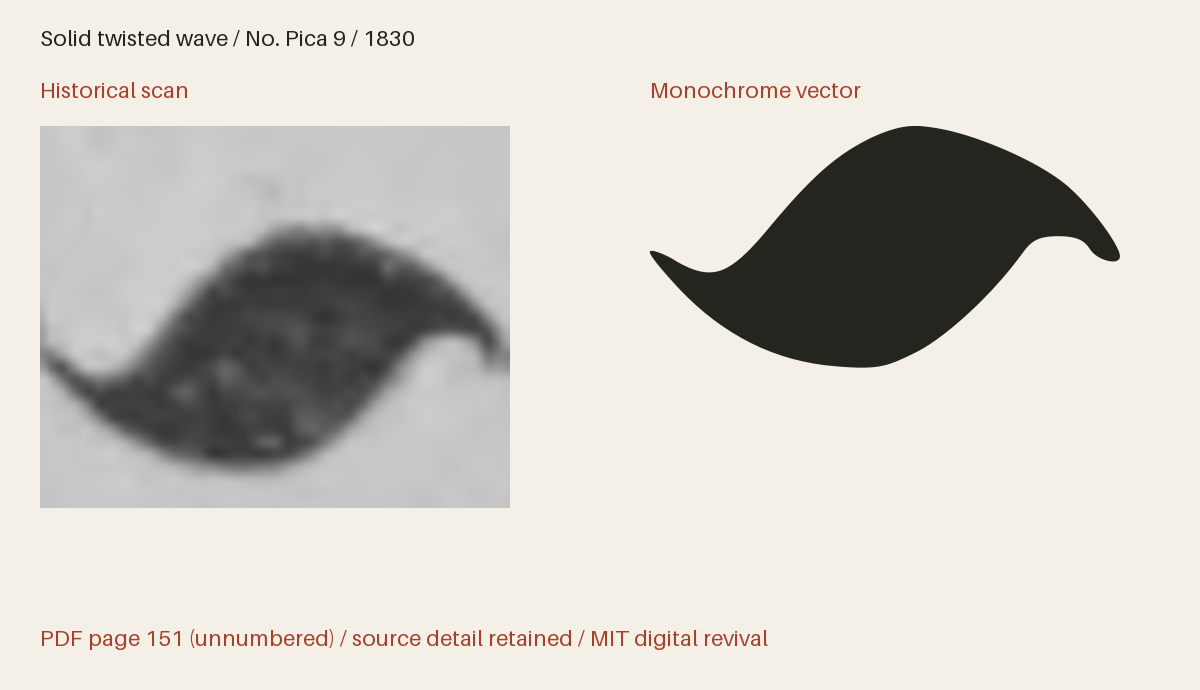 Solid twisted wave / No. Pica 9 / 1830
Historical scan
Monochrome vector
PDF page 151 (unnumbered) / source detail retained / MIT digital revival